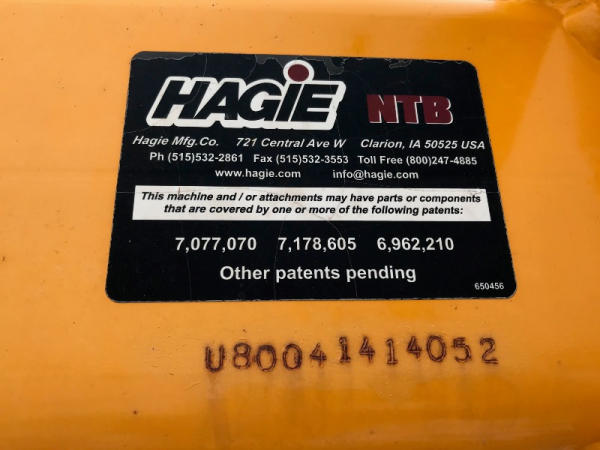 HAGIE NTB
Hagie Mfg.Co. 721 Central Ave W Clarion, IA 50525 USA
Ph (515)532-2861 Fax (515)532-3553 Toll Free (800)247-4885
www.hagie.com info@hagie.com
This machine and / or attachments may have parts or components
that are covered by one or more of the following patents:
7,077,070 7,178,605 6,962,210
Other patents pending
650456
U80041414052